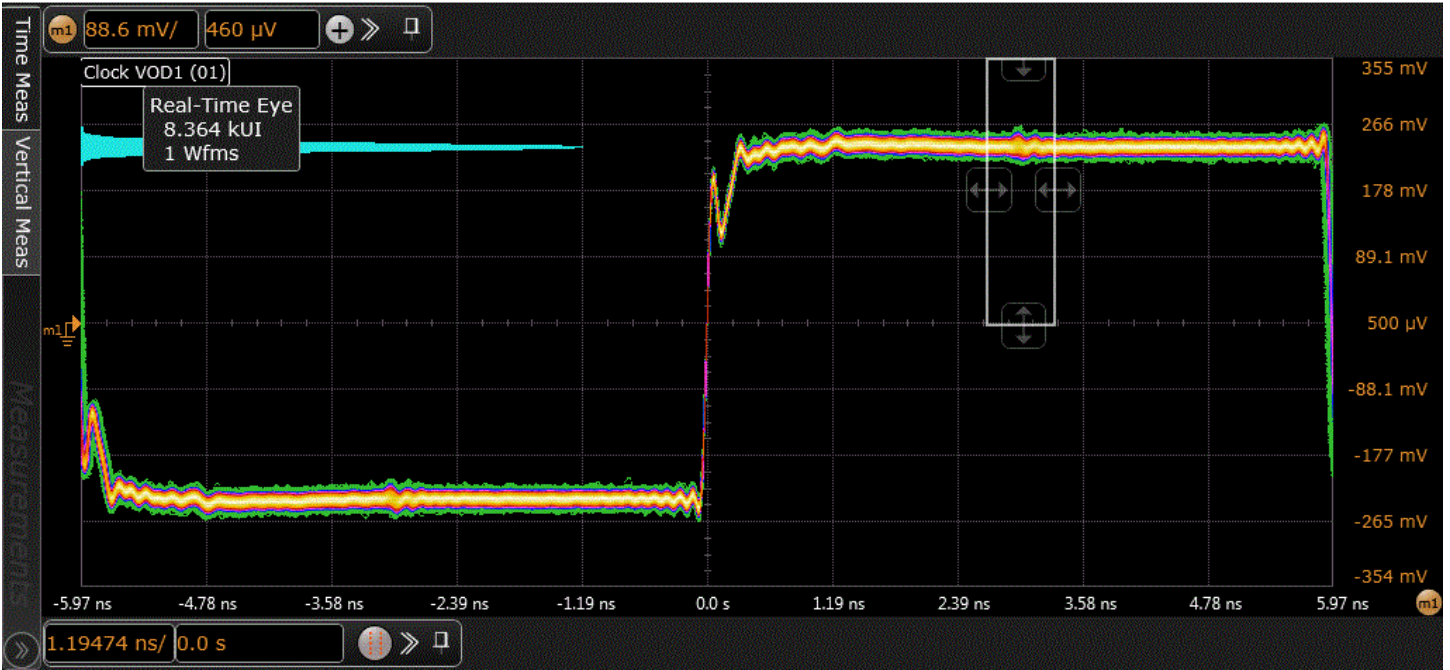 m1 88.6 mV/ 460 µV
Time Meas
Vertical Meas
Measurements
Clock VOD1 (01)
Real-Time Eye
8.364 kUI
1 Wfms
355 mV
266 mV
178 mV
89.1 mV
500 µV
-88.1 mV
-177 mV
-265 mV
-354 mV
m1
-5.97 ns -4.78 ns -3.58 ns -2.39 ns -1.19 ns 0.0 s 1.19 ns 2.39 ns 3.58 ns 4.78 ns 5.97 ns m1
1.19474 ns/ 0.0 s